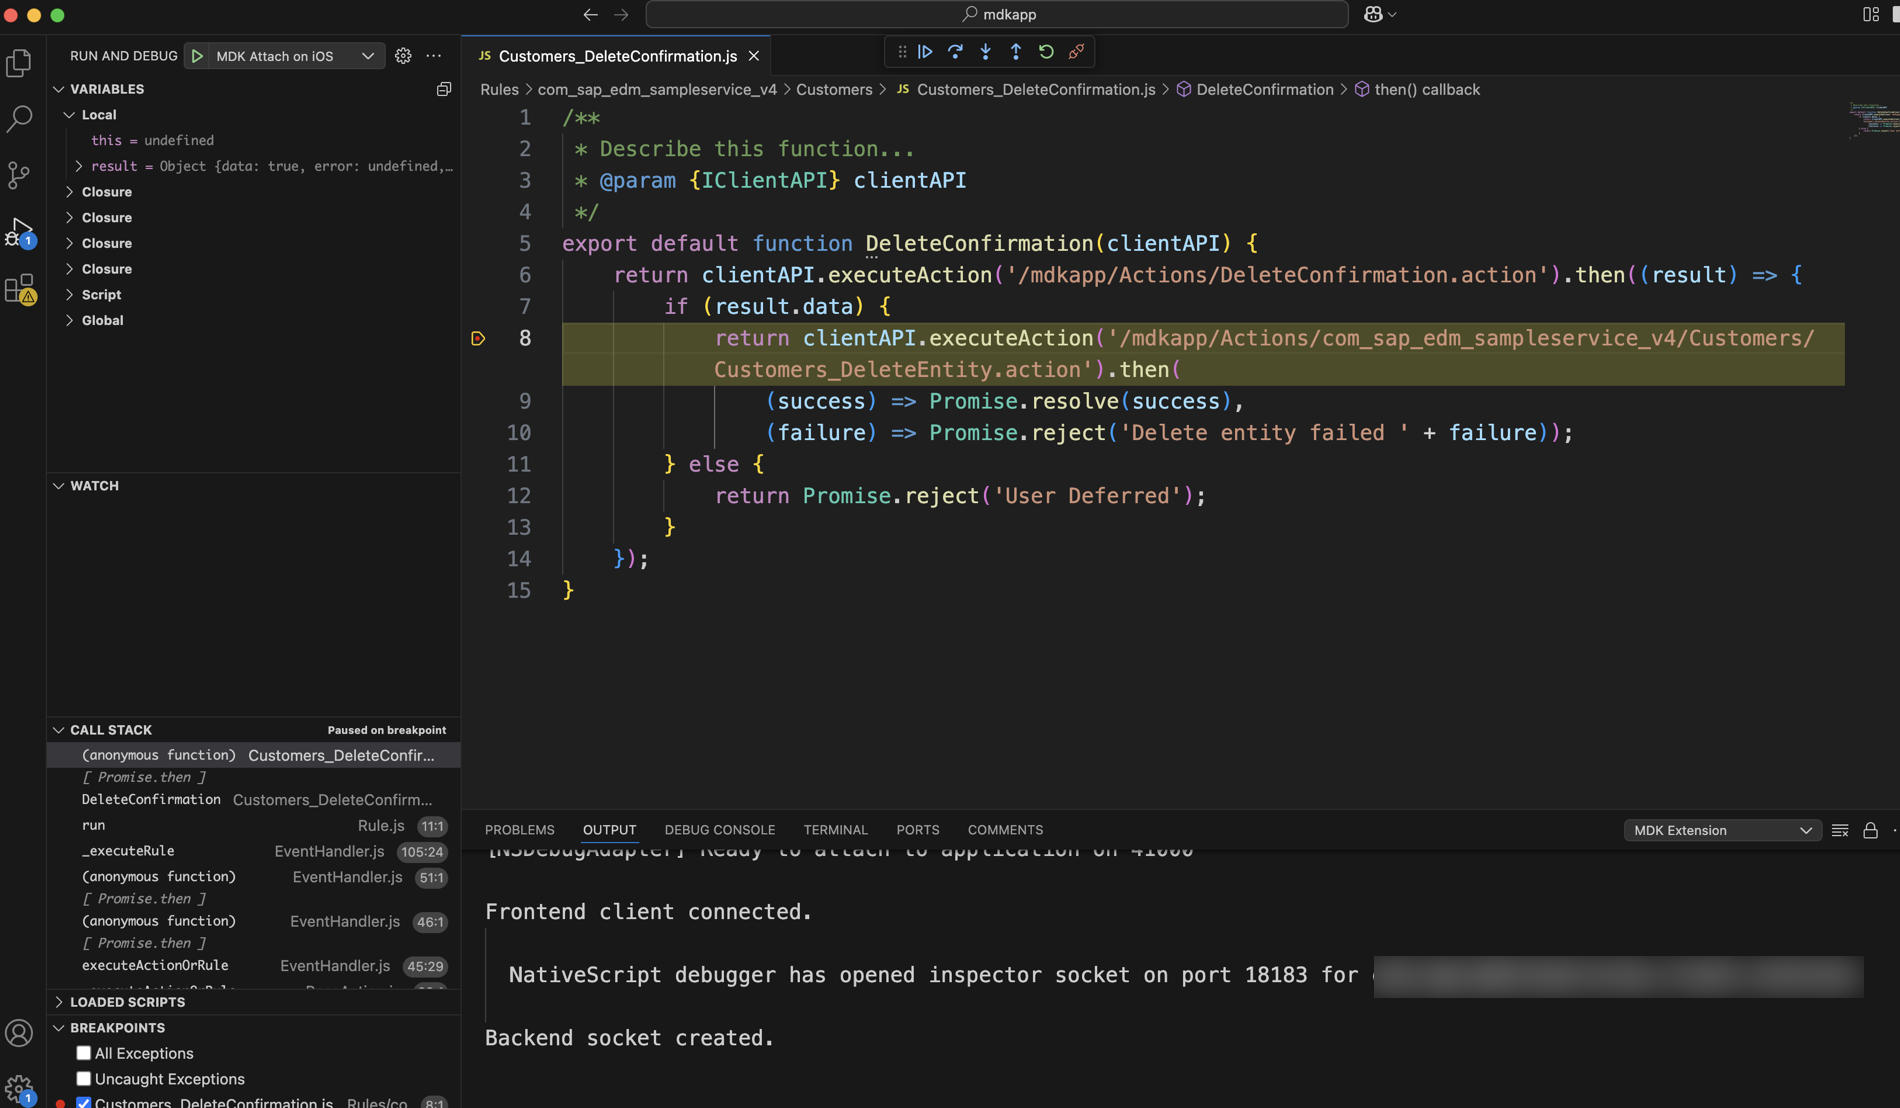 mdkapp
RUN AND DEBUG
MDK Attach on iOS
JS Customers_DeleteConfirmation.js
Rules > com_sap_edm_sampleservice_v4 > Customers > JS Customers_DeleteConfirmation.js > DeleteConfirmation > then() callback
VARIABLES
Local
this = undefined
result = Object {data: true, error: undefined,…
Closure
Closure
Closure
Closure
Script
Global
1 /**
2 * Describe this function...
3 * @param {IClientAPI} clientAPI
4 */
5 export default function DeleteConfirmation(clientAPI) {
6 return clientAPI.executeAction('/mdkapp/Actions/DeleteConfirmation.action').then((result) => {
7 if (result.data) {
8 return clientAPI.executeAction('/mdkapp/Actions/com_sap_edm_sampleservice_v4/Customers/
Customers_DeleteEntity.action').then(
9 (success) => Promise.resolve(success),
10 (failure) => Promise.reject('Delete entity failed ' + failure));
11 } else {
12 return Promise.reject('User Deferred');
13 }
14 });
15 }
WATCH
CALL STACK
Paused on breakpoint
(anonymous function) Customers_DeleteConfir...
[ Promise.then ]
DeleteConfirmation Customers_DeleteConfirm...
run Rule.js 11:1
_executeRule EventHandler.js 105:24
(anonymous function) EventHandler.js 51:1
[ Promise.then ]
(anonymous function) EventHandler.js 46:1
[ Promise.then ]
executeActionOrRule EventHandler.js 45:29
LOADED SCRIPTS
BREAKPOINTS
All Exceptions
Uncaught Exceptions
Customers_DeleteConfirmation.js Rules/co... 8:1
1
1
PROBLEMS OUTPUT DEBUG CONSOLE TERMINAL PORTS COMMENTS
MDK Extension
[NSDebugAdapter] Ready to attach to application on 41000
Frontend client connected.
NativeScript debugger has opened inspector socket on port 18183 for
Backend socket created.